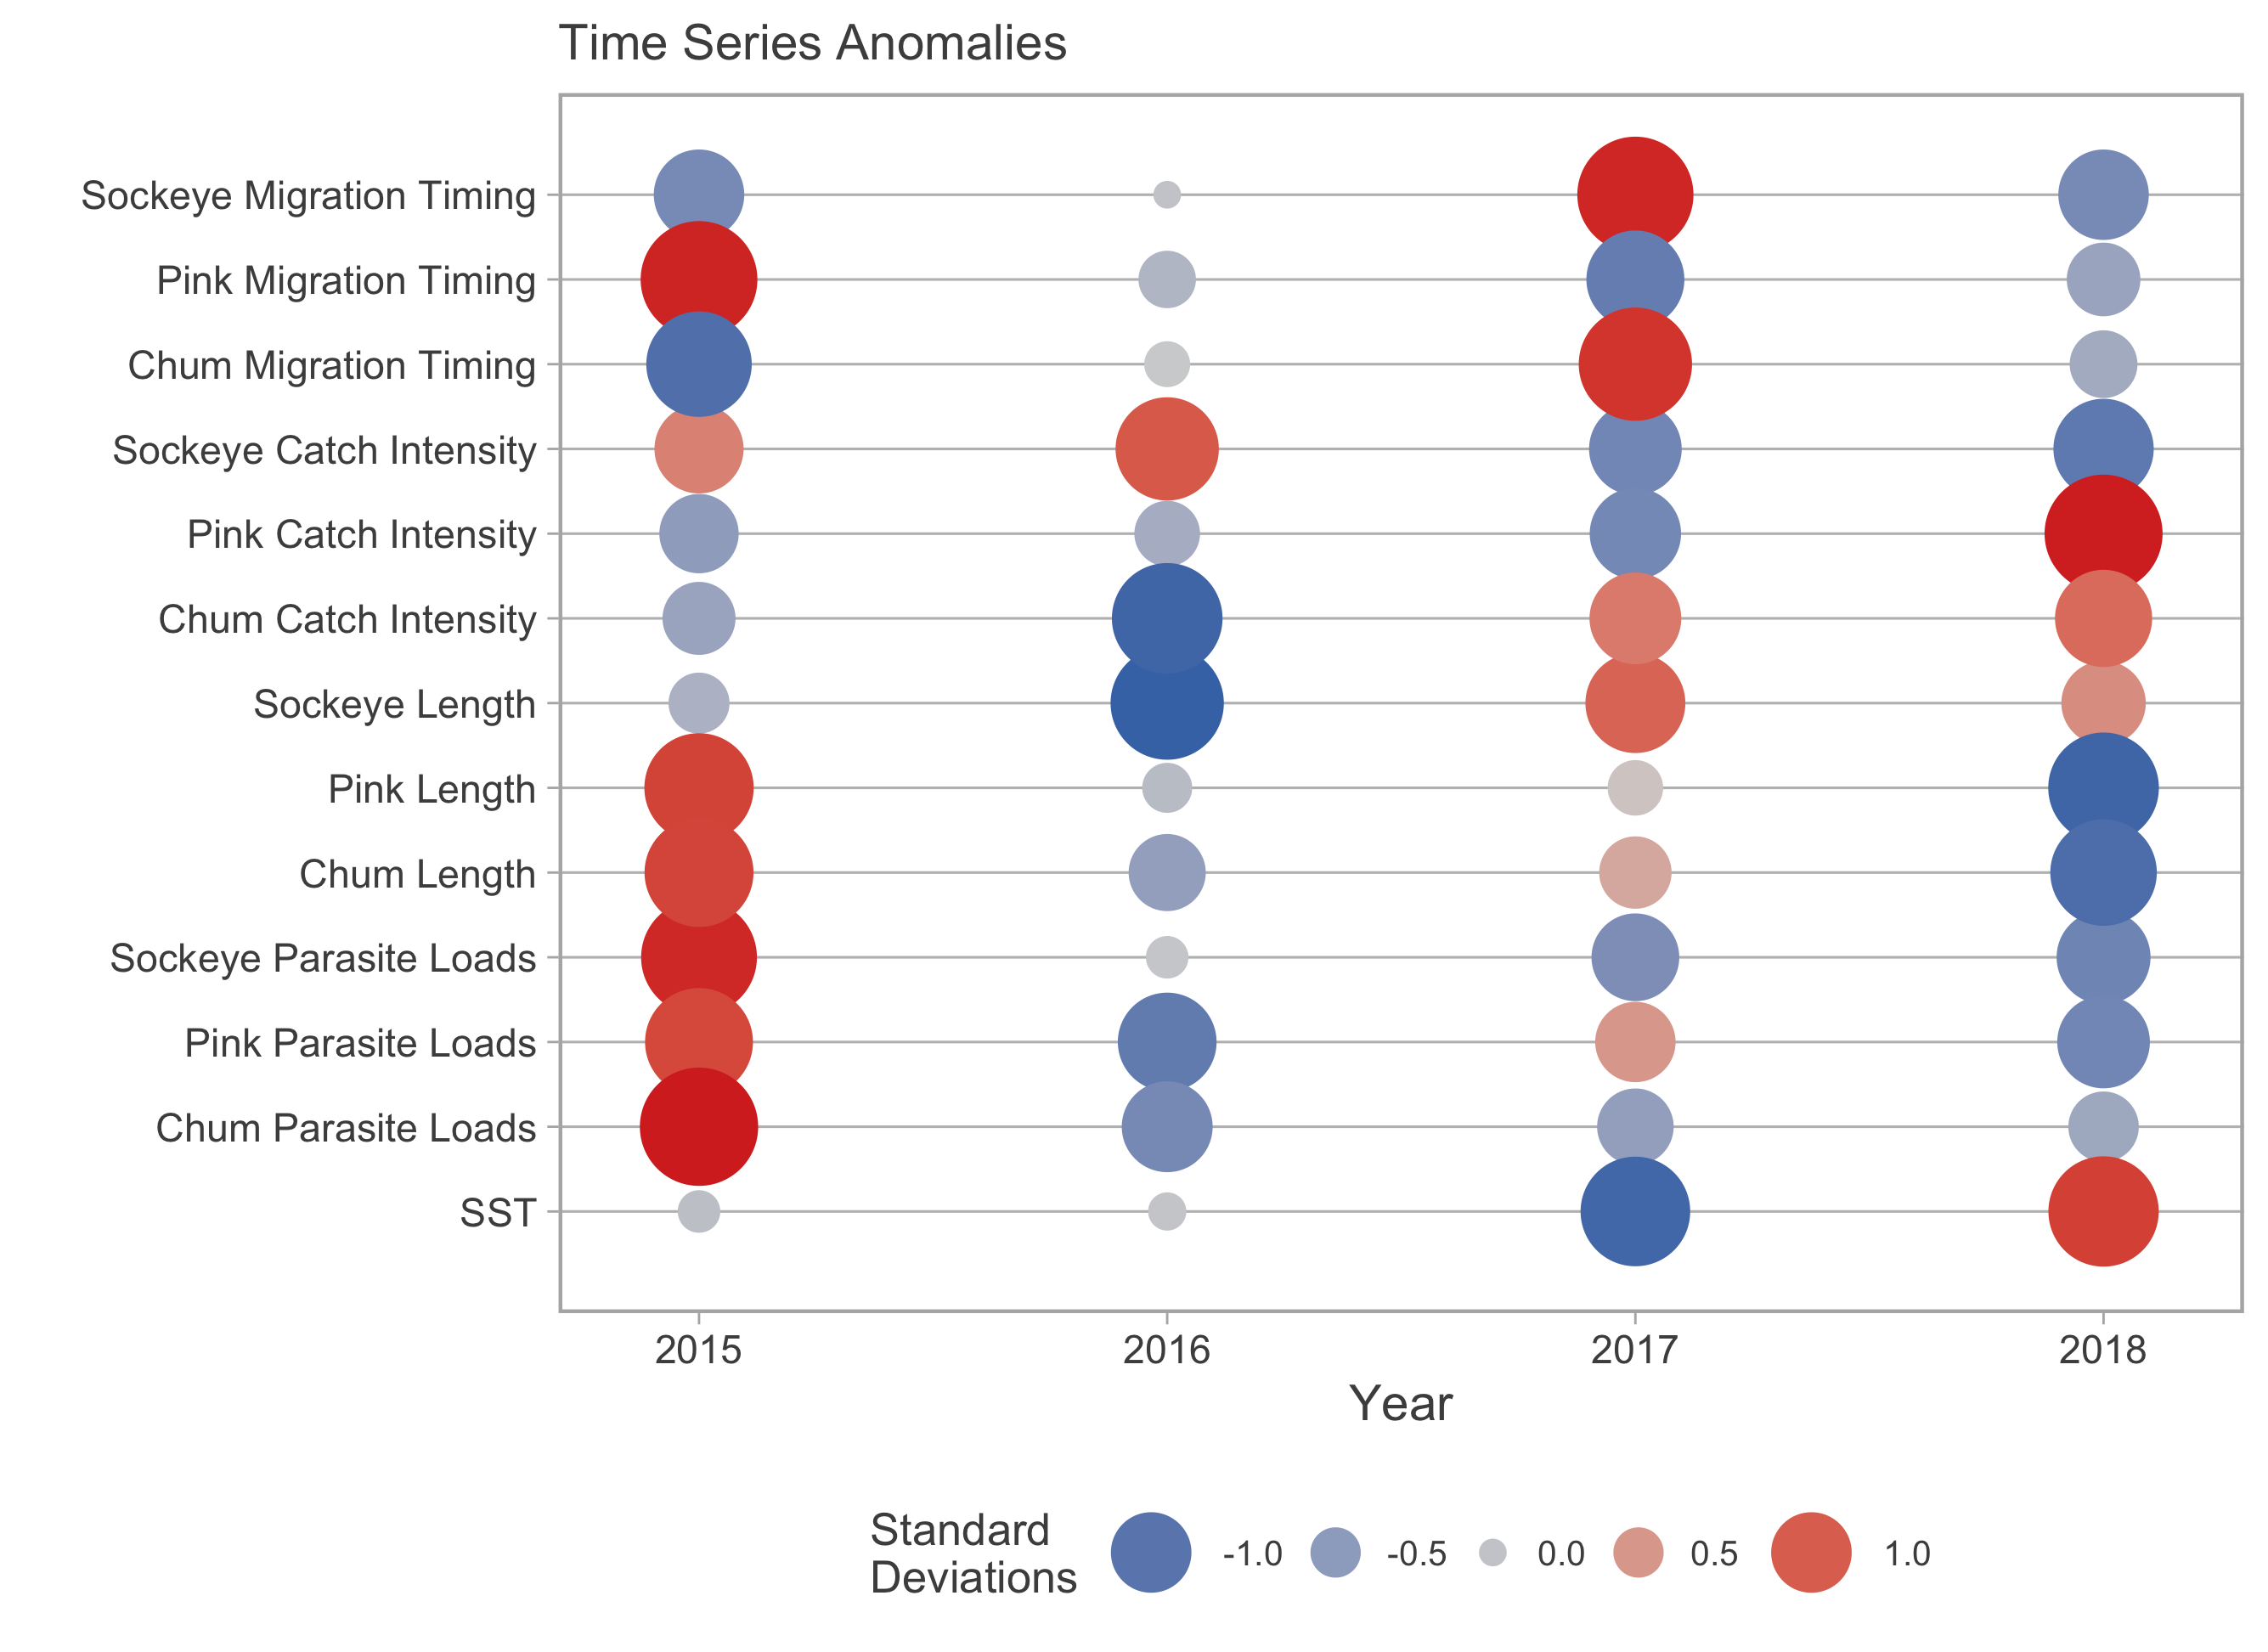 Time Series Anomalies
Sockeye Migration Timing
Pink Migration Timing
Chum Migration Timing
Sockeye Catch Intensity
Pink Catch Intensity
Chum Catch Intensity
Sockeye Length
Pink Length
Chum Length
Sockeye Parasite Loads
Pink Parasite Loads
Chum Parasite Loads
SST
2015 2016 2017 2018
Year
Standard
Deviations
-1.0 -0.5 0.0 0.5 1.0